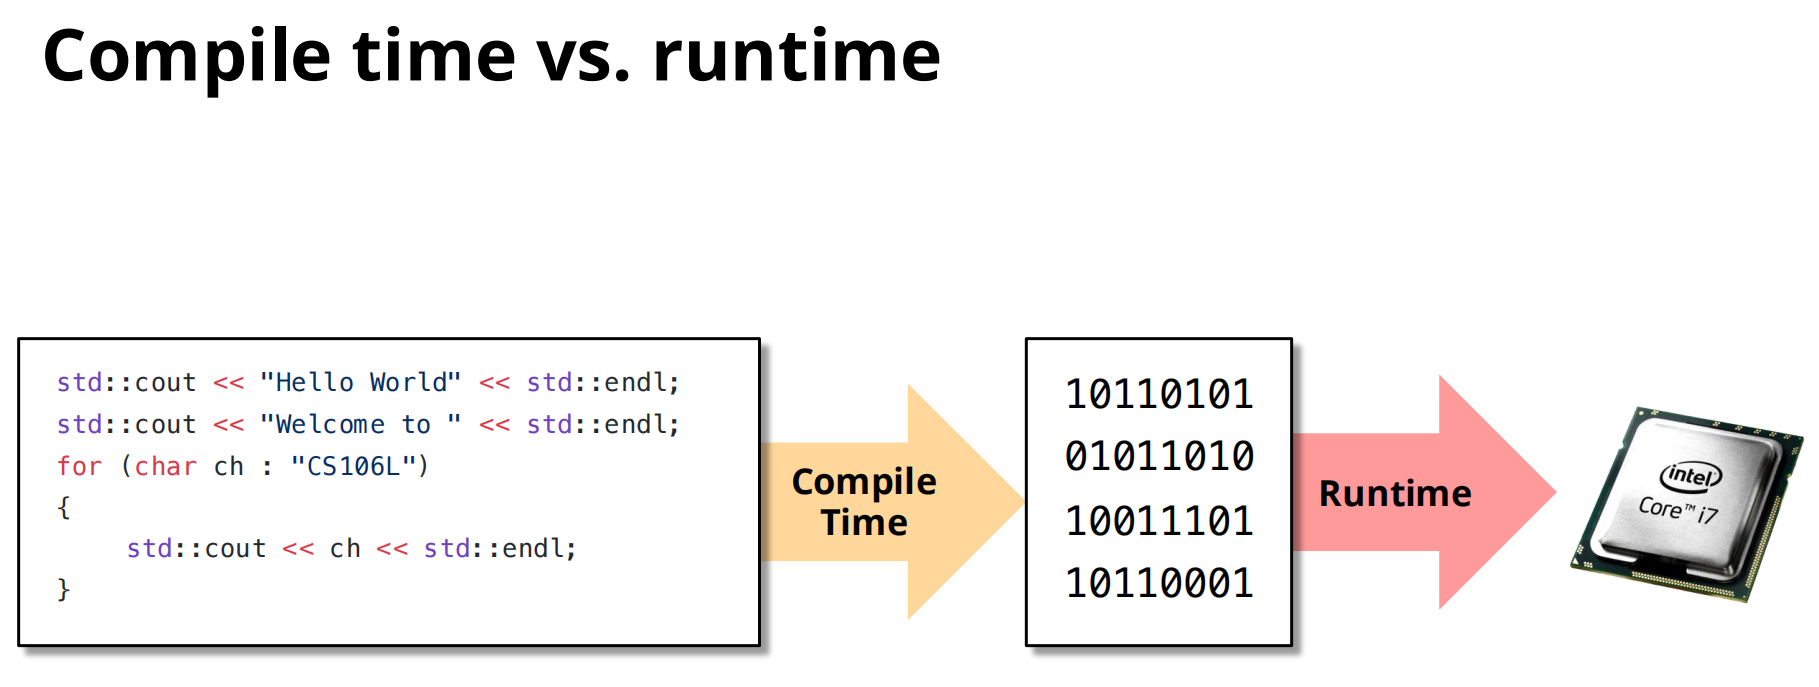 Compile time vs. runtime
std::cout << "Hello World" << std::endl;
std::cout << "Welcome to " << std::endl;
for (char ch : "CS106L")
{
    std::cout << ch << std::endl;
}
Compile
Time
10110101
01011010
10011101
10110001
Runtime
intel
Core™ i7